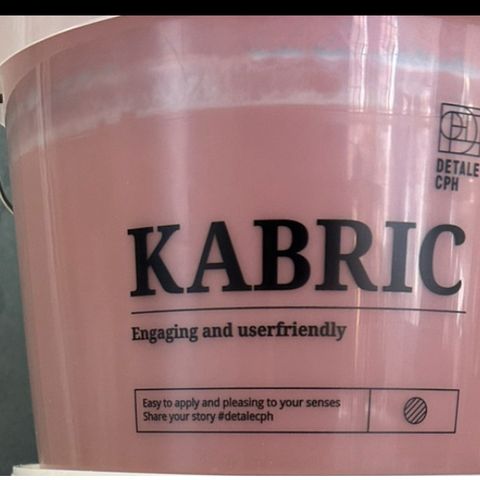 DETALE
CPH
KABRIC
Engaging and userfriendly
Easy to apply and pleasing to your senses
Share your story #detalecph